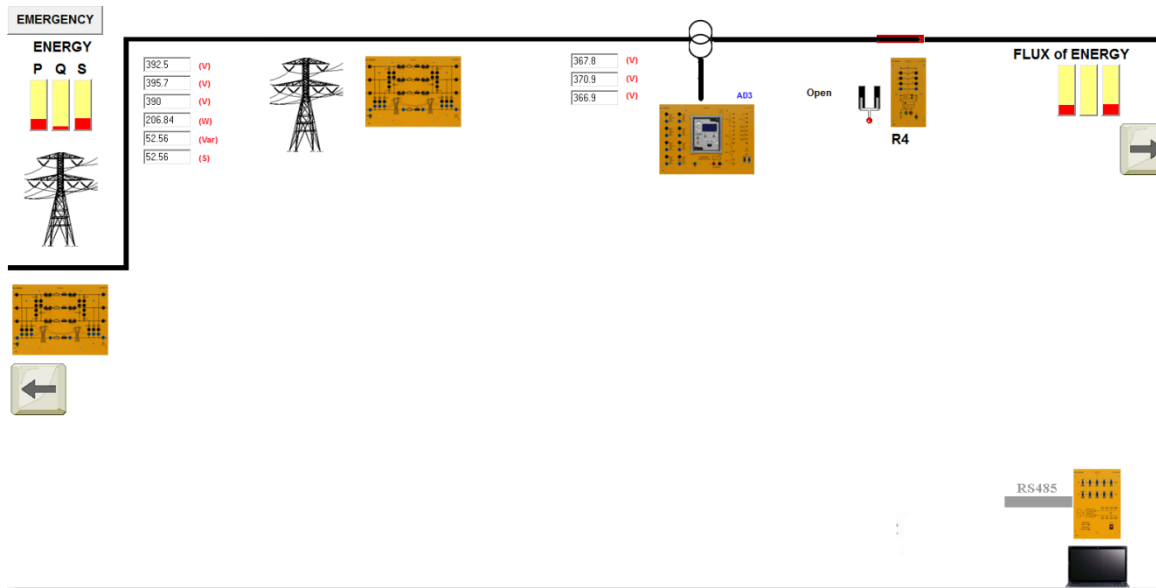 EMERGENCY
ENERGY
P Q S
392.5 (V)
395.7 (V)
390 (V)
206.84 (W)
52.56 (Var)
52.56 (S)
367.8 (V)
370.9 (V)
366.9 (V)
AD3
Open
R4
FLUX of ENERGY
RS485